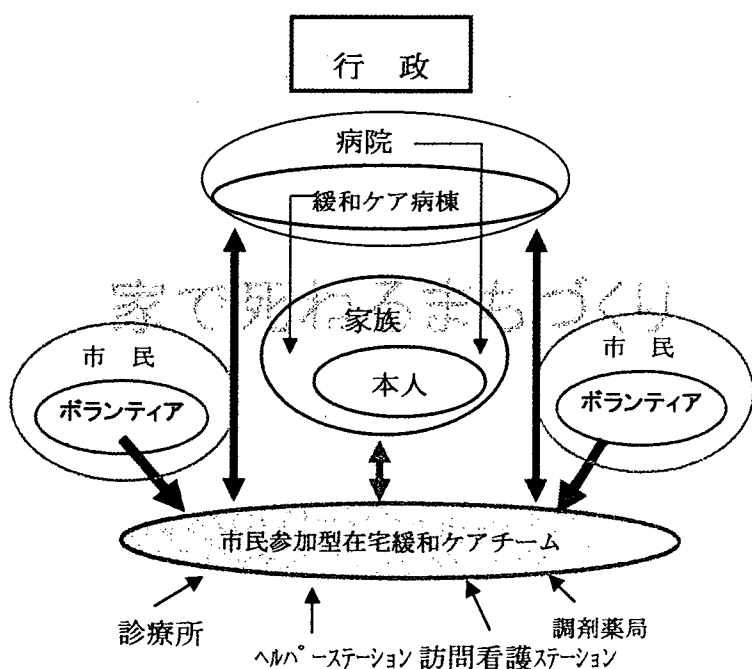 行 政
病院
緩和ケア病棟
家で死ねるまちづくり
家族
本人
市 民
ボランティア
市 民
ボランティア
市民参加型在宅緩和ケアチーム
診療所
ヘルパーステーション
訪問看護ステーション
調剤薬局